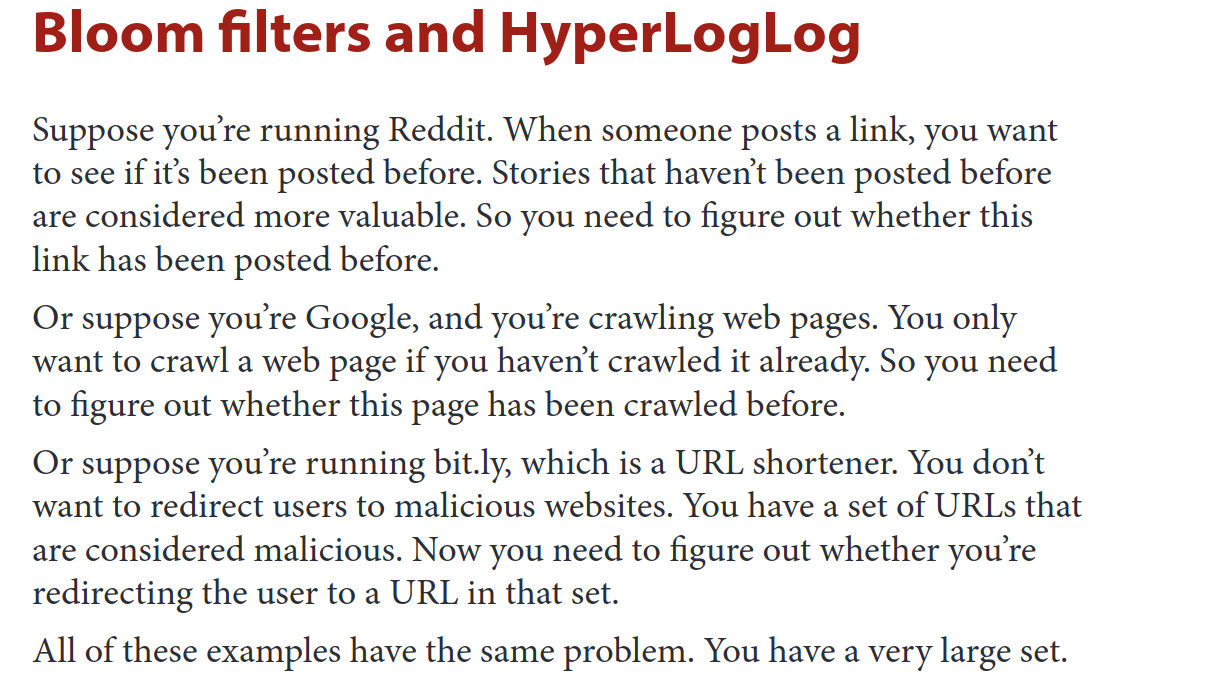 Bloom filters and HyperLogLog
Suppose you’re running Reddit. When someone posts a link, you want
to see if it’s been posted before. Stories that haven’t been posted before
are considered more valuable. So you need to figure out whether this
link has been posted before.
Or suppose you’re Google, and you’re crawling web pages. You only
want to crawl a web page if you haven’t crawled it already. So you need
to figure out whether this page has been crawled before.
Or suppose you’re running bit.ly, which is a URL shortener. You don’t
want to redirect users to malicious websites. You have a set of URLs that
are considered malicious. Now you need to figure out whether you’re
redirecting the user to a URL in that set.
All of these examples have the same problem. You have a very large set.